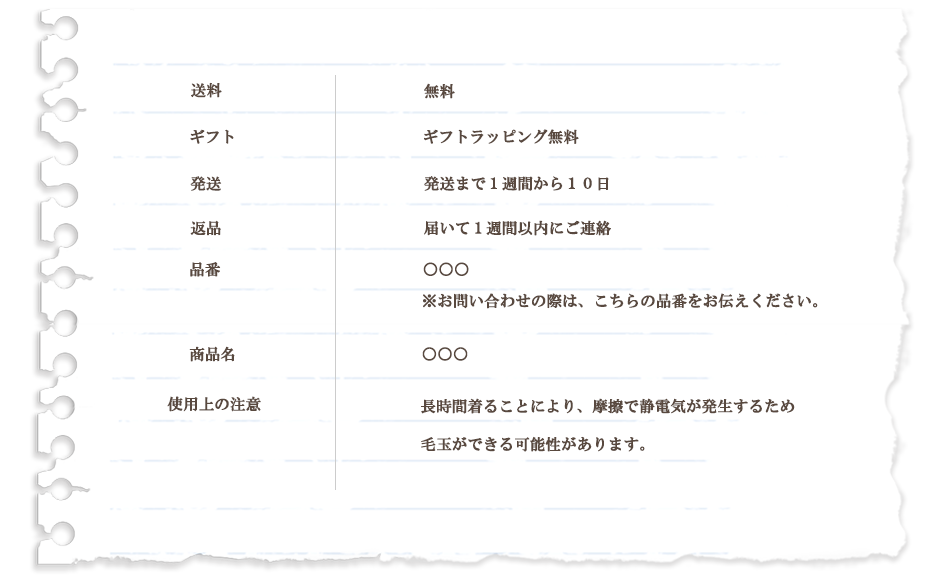 送料 無料
ギフト ギフトラッピング無料
発送 発送まで１週間から１０日
返品 届いて１週間以内にご連絡
品番 〇〇〇
※お問い合わせの際は、こちらの品番をお伝えください。
商品名 〇〇〇
使用上の注意 長時間着ることにより、摩擦で静電気が発生するため
毛玉ができる可能性があります。